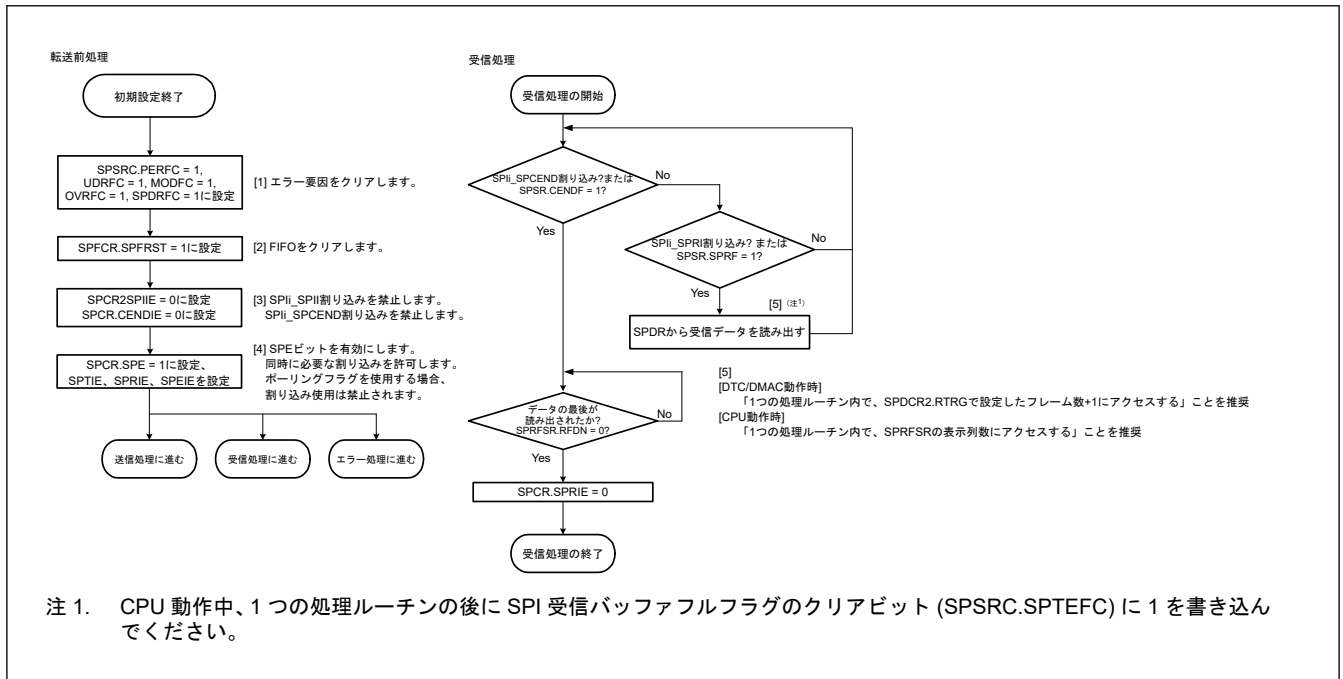 転送前処理
初期設定終了
SPSRC.PERFC = 1,
UDRFC = 1, MODFC = 1,
OVRFC = 1, SPDRFC = 1に設定
[1] エラー要因をクリアします。
SPFCR.SPFRST = 1に設定
[2] FIFOをクリアします。
SPCR2SPIIE = 0に設定
SPCR.CENDIE = 0に設定
[3] SPIi_SPII割り込みを禁止します。
SPIi_SPCEND割り込みを禁止します。
SPCR.SPE = 1に設定、
SPTIE、SPRIE、SPEIEを設定
[4] SPEビットを有効にします。
同時に必要な割り込みを許可します。
ポーリングフラグを使用する場合、
割り込み使用は禁止されます。
送信処理に進む
受信処理に進む
エラー処理に進む
受信処理
受信処理の開始
SPIi_SPCEND割り込み?または
SPSR.CENDF = 1?
No
Yes
SPIi_SPRI割り込み? または
SPSR.SPRF = 1?
No
Yes
[5] (注1)
SPDRから受信データを読み出す
[5]
[DTC/DMAC動作時]
「1つの処理ルーチン内で、SPDCR2.RTRGで設定したフレーム数+1にアクセスする」ことを推奨
[CPU動作時]
「1つの処理ルーチン内で、SPRFSRの表示列数にアクセスする」ことを推奨
データの最後が
読み出されたか?
SPRFSR.RFDN = 0?
No
Yes
SPCR.SPRIE = 0
受信処理の終了
注 1. CPU 動作中、1 つの処理ルーチンの後に SPI 受信バッファフルフラグのクリアビット (SPSRC.SPTEFC) に 1 を書き込ん
でください。